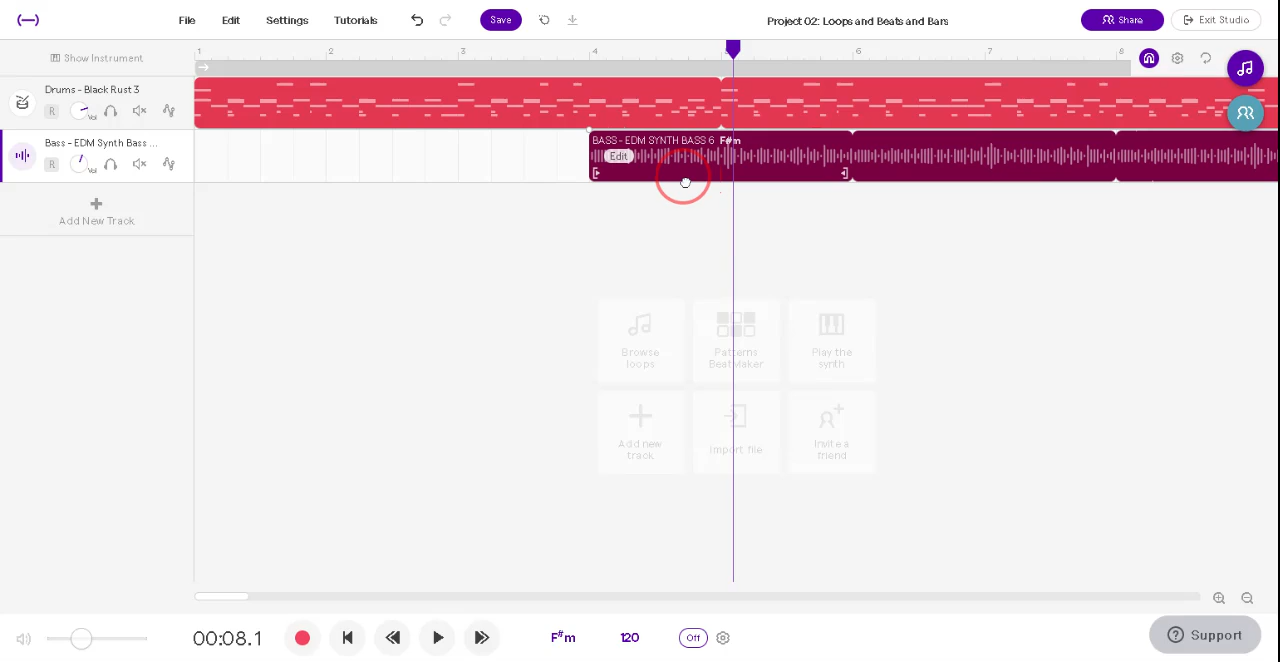 File Edit Settings Tutorials Save Project 02: Loops and Beats and Bars Share Exit Studio
Show Instrument 1 2 3 4 6 7 8
Drums - Black Rust 3
R Vol
Bass - EDM Synth Bass ... BASS - EDM SYNTH BASS 6 F#m
Edit
R Vol
Add New Track
Browse loops
Patterns BeatMaker
Play the synth
Add new track
Import file
Invite a friend
00:08.1 F#m 120 Off Support